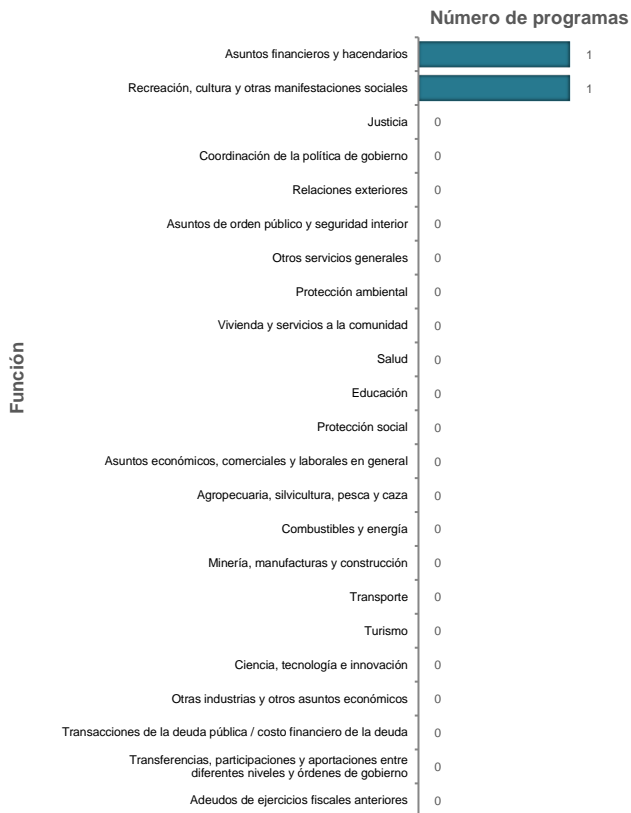 Número de programas
Asuntos financieros y hacendarios 1
Recreación, cultura y otras manifestaciones sociales 1
Justicia 0
Coordinación de la política de gobierno 0
Relaciones exteriores 0
Asuntos de orden público y seguridad interior 0
Otros servicios generales 0
Protección ambiental 0
Vivienda y servicios a la comunidad 0
Salud 0
Educación 0
Protección social 0
Asuntos económicos, comerciales y laborales en general 0
Agropecuaria, silvicultura, pesca y caza 0
Combustibles y energía 0
Minería, manufacturas y construcción 0
Transporte 0
Turismo 0
Ciencia, tecnología e innovación 0
Otras industrias y otros asuntos económicos 0
Transacciones de la deuda pública / costo financiero de la deuda 0
Transferencias, participaciones y aportaciones entre
diferentes niveles y órdenes de gobierno 0
Adeudos de ejercicios fiscales anteriores 0
Función